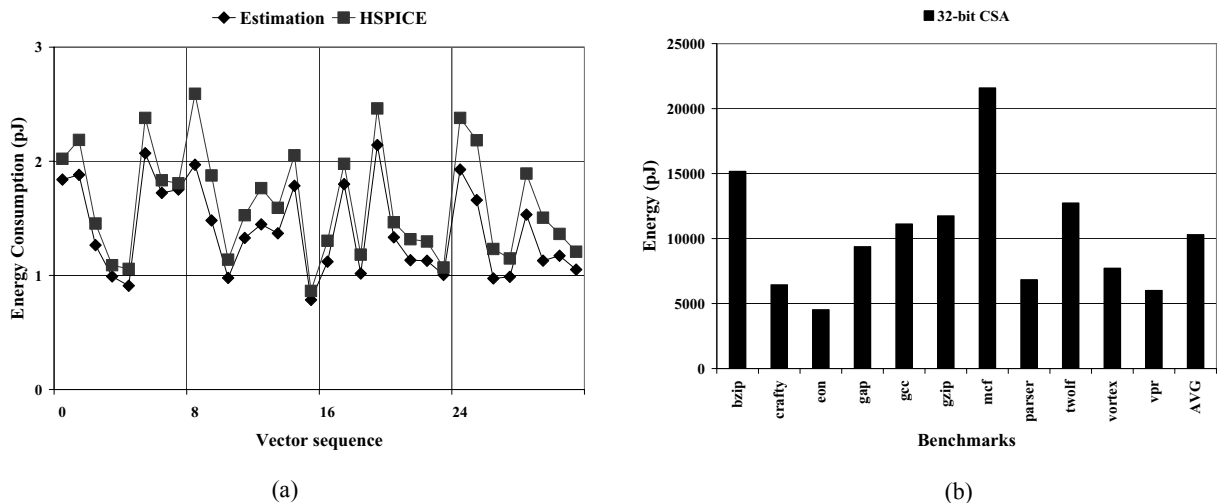 Estimation HSPICE
Energy Consumption (pJ)
3
2
1
0
0 8 16 24
Vector sequence
(a)
32-bit CSA
Energy (pJ)
25000
20000
15000
10000
5000
0
bzip crafty eon gap gcc gzip mcf parser twolf vortex vpr AVG
Benchmarks
(b)